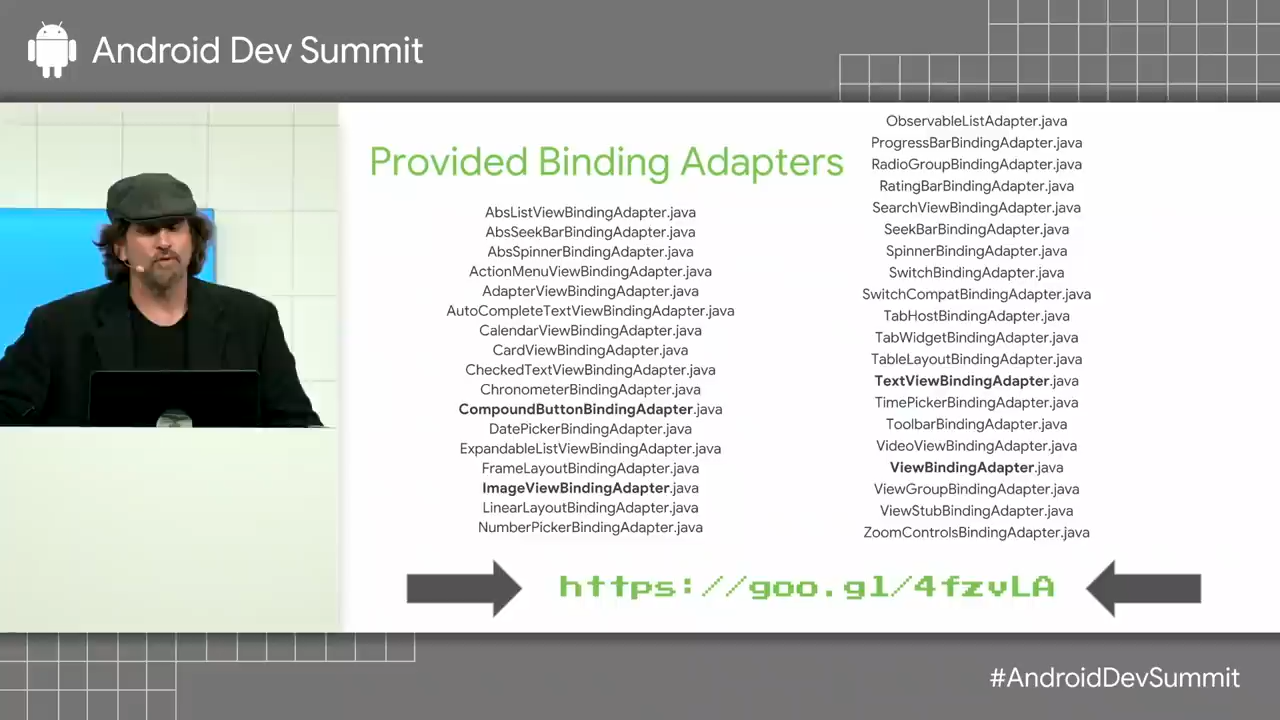 Android Dev Summit
Provided Binding Adapters
AbsListViewBindingAdapter.java
AbsSeekBarBindingAdapter.java
AbsSpinnerBindingAdapter.java
ActionMenuViewBindingAdapter.java
AdapterViewBindingAdapter.java
AutoCompleteTextViewBindingAdapter.java
CalendarViewBindingAdapter.java
CardViewBindingAdapter.java
CheckedTextViewBindingAdapter.java
ChronometerBindingAdapter.java
CompoundButtonBindingAdapter.java
DatePickerBindingAdapter.java
ExpandableListViewBindingAdapter.java
FrameLayoutBindingAdapter.java
ImageViewBindingAdapter.java
LinearLayoutBindingAdapter.java
NumberPickerBindingAdapter.java
ObservableListAdapter.java
ProgressBarBindingAdapter.java
RadioGroupBindingAdapter.java
RatingBarBindingAdapter.java
SearchViewBindingAdapter.java
SeekBarBindingAdapter.java
SpinnerBindingAdapter.java
SwitchBindingAdapter.java
SwitchCompatBindingAdapter.java
TabHostBindingAdapter.java
TabWidgetBindingAdapter.java
TableLayoutBindingAdapter.java
TextViewBindingAdapter.java
TimePickerBindingAdapter.java
ToolbarBindingAdapter.java
VideoViewBindingAdapter.java
ViewBindingAdapter.java
ViewGroupBindingAdapter.java
ViewStubBindingAdapter.java
ZoomControlsBindingAdapter.java
https://goo.gl/4fzvLA
#AndroidDevSummit